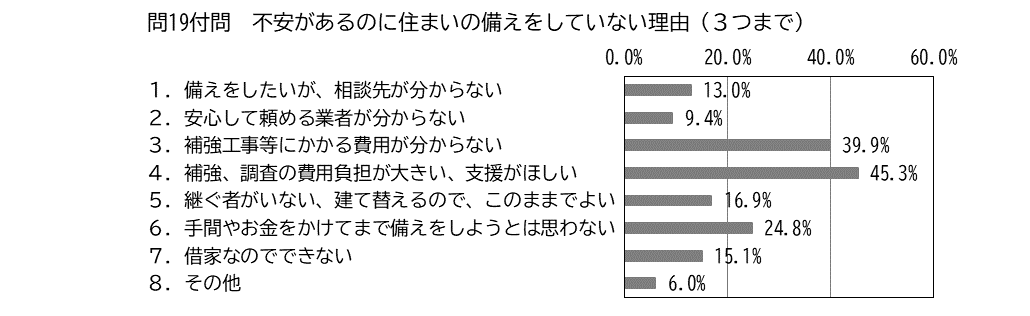 問19付問　不安があるのに住まいの備えをしていない理由（３つまで）
0.0%　20.0%　40.0%　60.0%
１．備えをしたいが、相談先が分からない　13.0%
２．安心して頼める業者が分からない　9.4%
３．補強工事等にかかる費用が分からない　39.9%
４．補強、調査の費用負担が大きい、支援がほしい　45.3%
５．継ぐ者がいない、建て替えるので、このままでよい　16.9%
６．手間やお金をかけてまで備えをしようとは思わない　24.8%
７．借家なのでできない　15.1%
８．その他　6.0%